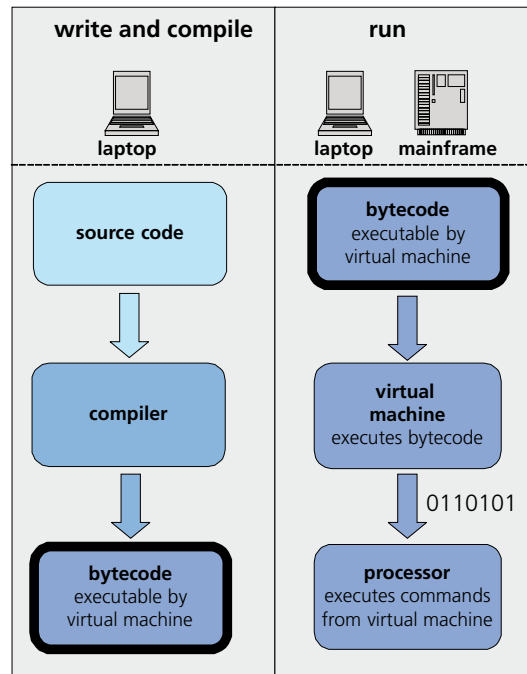 write and compile
run
laptop
laptop
mainframe
source code
compiler
bytecode
executable by
virtual machine
bytecode
executable by
virtual machine
virtual
machine
executes bytecode
0110101
processor
executes commands
from virtual machine